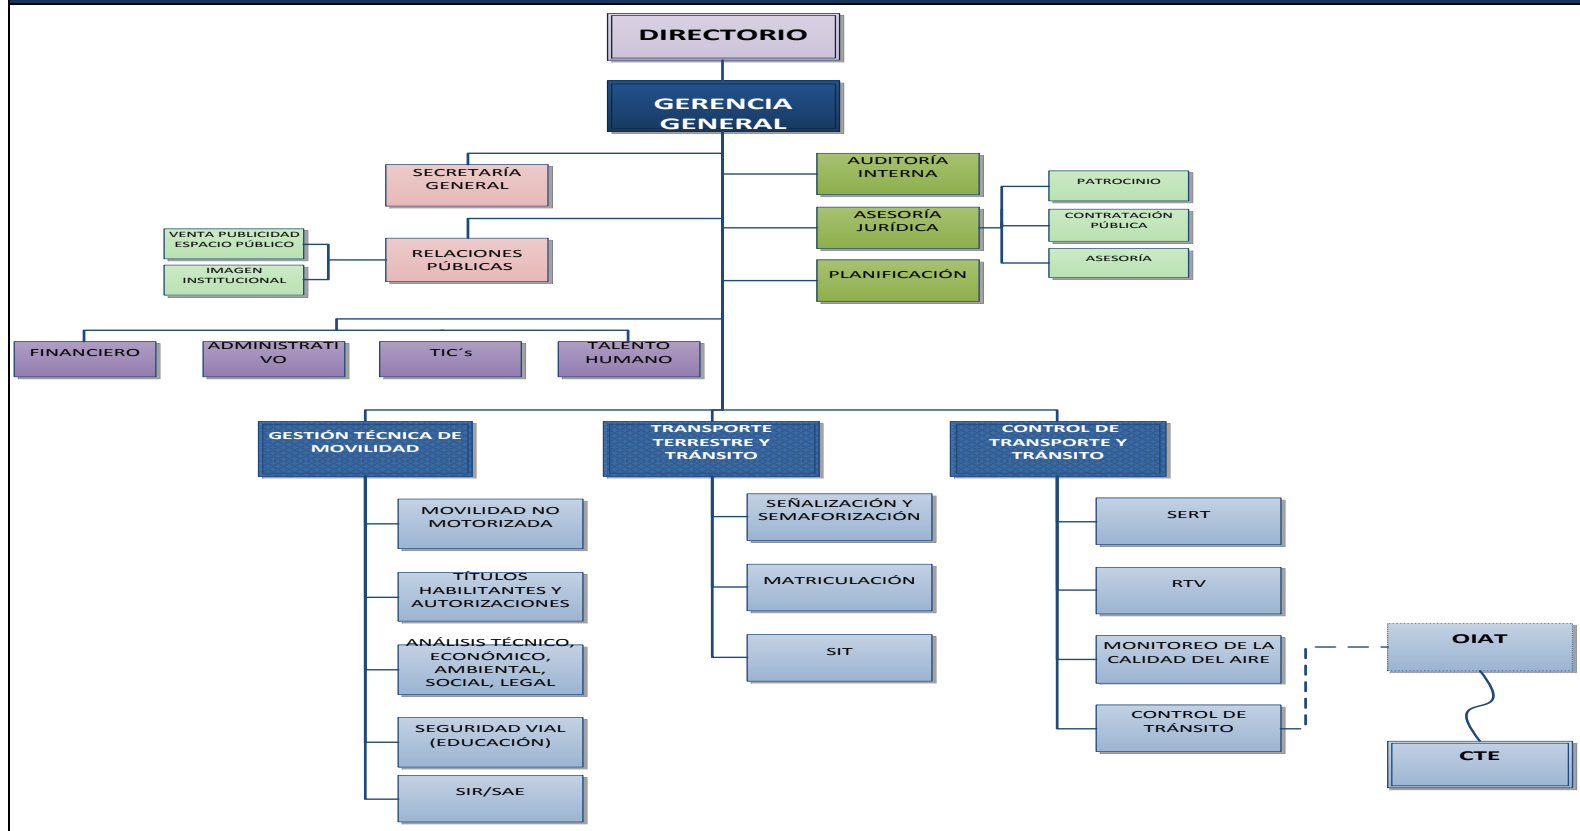 DIRECTORIO
GERENCIA
GENERAL
SECRETARÍA
GENERAL
AUDITORÍA
INTERNA
PATROCINIO
ASESORÍA
JURÍDICA
CONTRATACIÓN
PÚBLICA
ASESORÍA
VENTA PUBLICIDAD
ESPACIO PÚBLICO
RELACIONES
PÚBLICAS
IMAGEN
INSTITUCIONAL
PLANIFICACIÓN
FINANCIERO
ADMINISTRATI
VO
TIC´s
TALENTO
HUMANO
GESTIÓN TÉCNICA DE
MOVILIDAD
TRANSPORTE
TERRESTRE Y
TRÁNSITO
CONTROL DE
TRANSPORTE Y
TRÁNSITO
MOVILIDAD NO
MOTORIZADA
TÍTULOS
HABILITANTES Y
AUTORIZACIONES
ANÁLISIS TÉCNICO,
ECONÓMICO,
AMBIENTAL,
SOCIAL, LEGAL
SEGURIDAD VIAL
(EDUCACIÓN)
SIR/SAE
SEÑALIZACIÓN Y
SEMAFORIZACIÓN
MATRICULACIÓN
SIT
SERT
RTV
MONITOREO DE LA
CALIDAD DEL AIRE
CONTROL DE
TRÁNSITO
OIAT
CTE